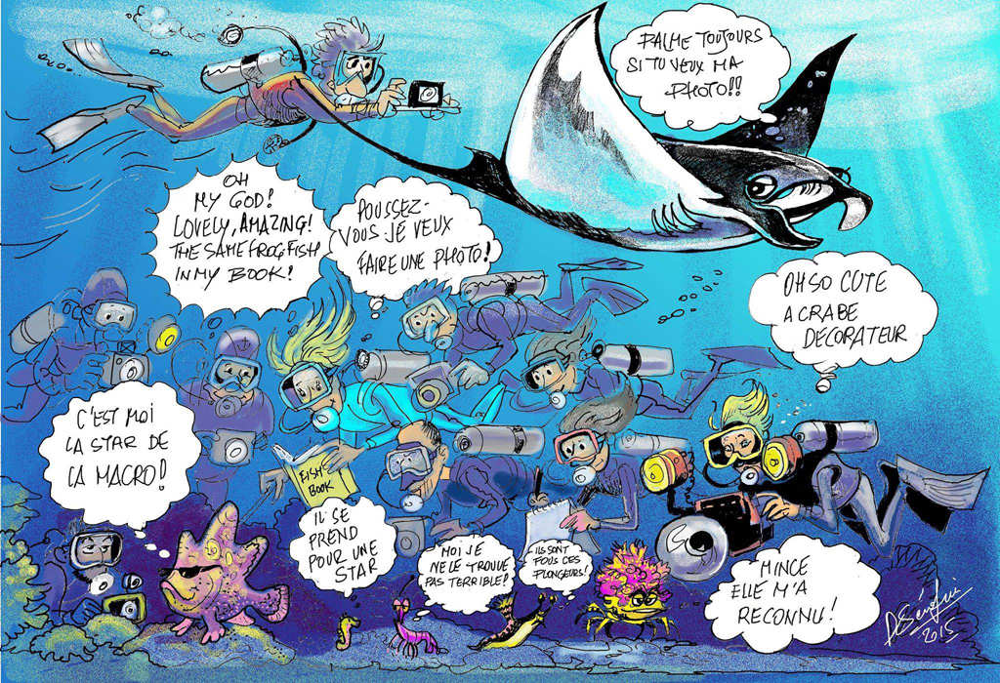 PALME TOUJOURS
SI TU VEUX MA
PHOTO!!
OH
MY GOD!
LOVELY, AMAZING!
THE SAME FROGFISH
IN MY BOOK!
POUSSEZ-
VOUS JE VEUX
FAIRE UNE PHOTO!
OH SO CUTE
A CRABE
DECORATEUR
C'EST MOI
LA STAR DE
LA MACRO!
FISH
BOOK
IL SE
PREND
POUR UNE
STAR
MOI JE
NE LE TROUVE
PAS TERRIBLE!
ILS SONT
FOUS CES
PLONGEURS!
MINCE
ELLE M'A
RECONNU!
2015